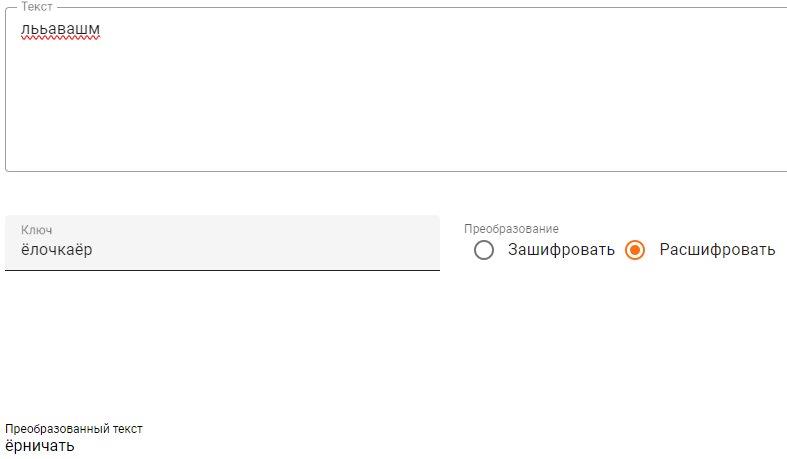 Текст
лььавашм
Ключ
ёлочкаёр
Преобразование
Зашифровать Расшифровать
Преобразованный текст
ёрничать